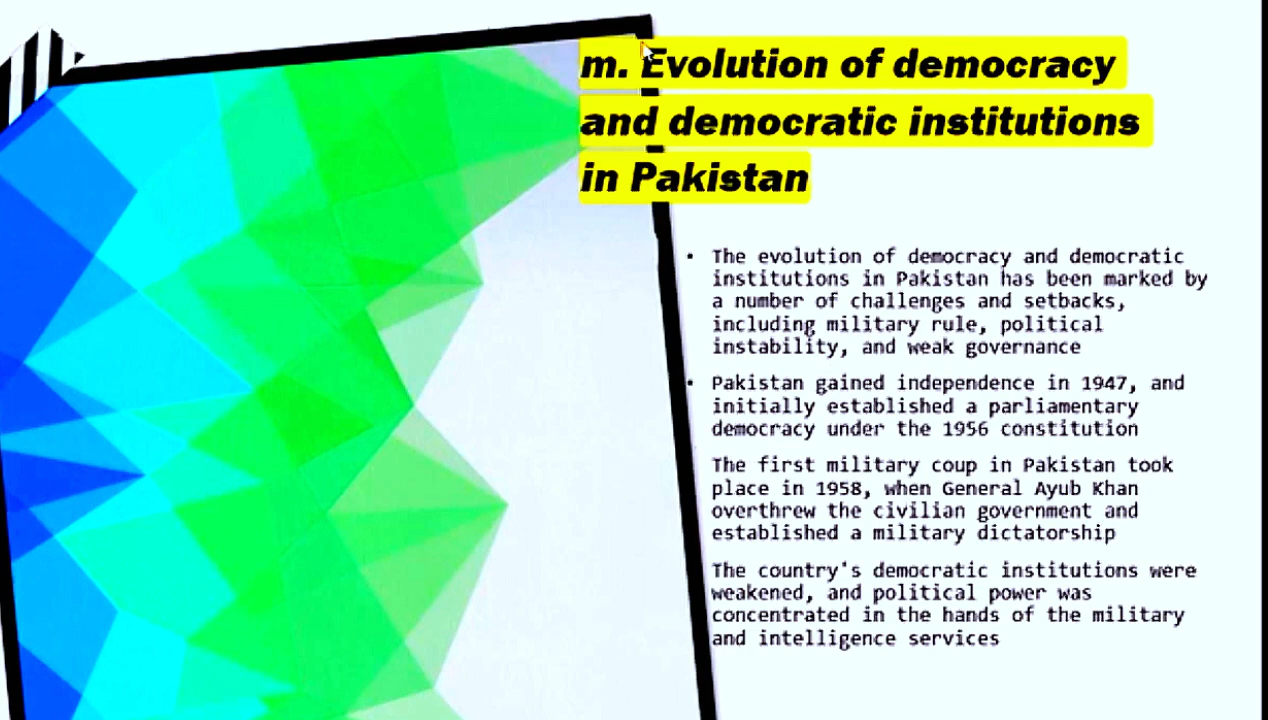 m. Evolution of democracy
and democratic institutions
in Pakistan
• The evolution of democracy and democratic
institutions in Pakistan has been marked by
a number of challenges and setbacks,
including military rule, political
instability, and weak governance
• Pakistan gained independence in 1947, and
initially established a parliamentary
democracy under the 1956 constitution
The first military coup in Pakistan took
place in 1958, when General Ayub Khan
overthrew the civilian government and
established a military dictatorship
The country's democratic institutions were
weakened, and political power was
concentrated in the hands of the military
and intelligence services